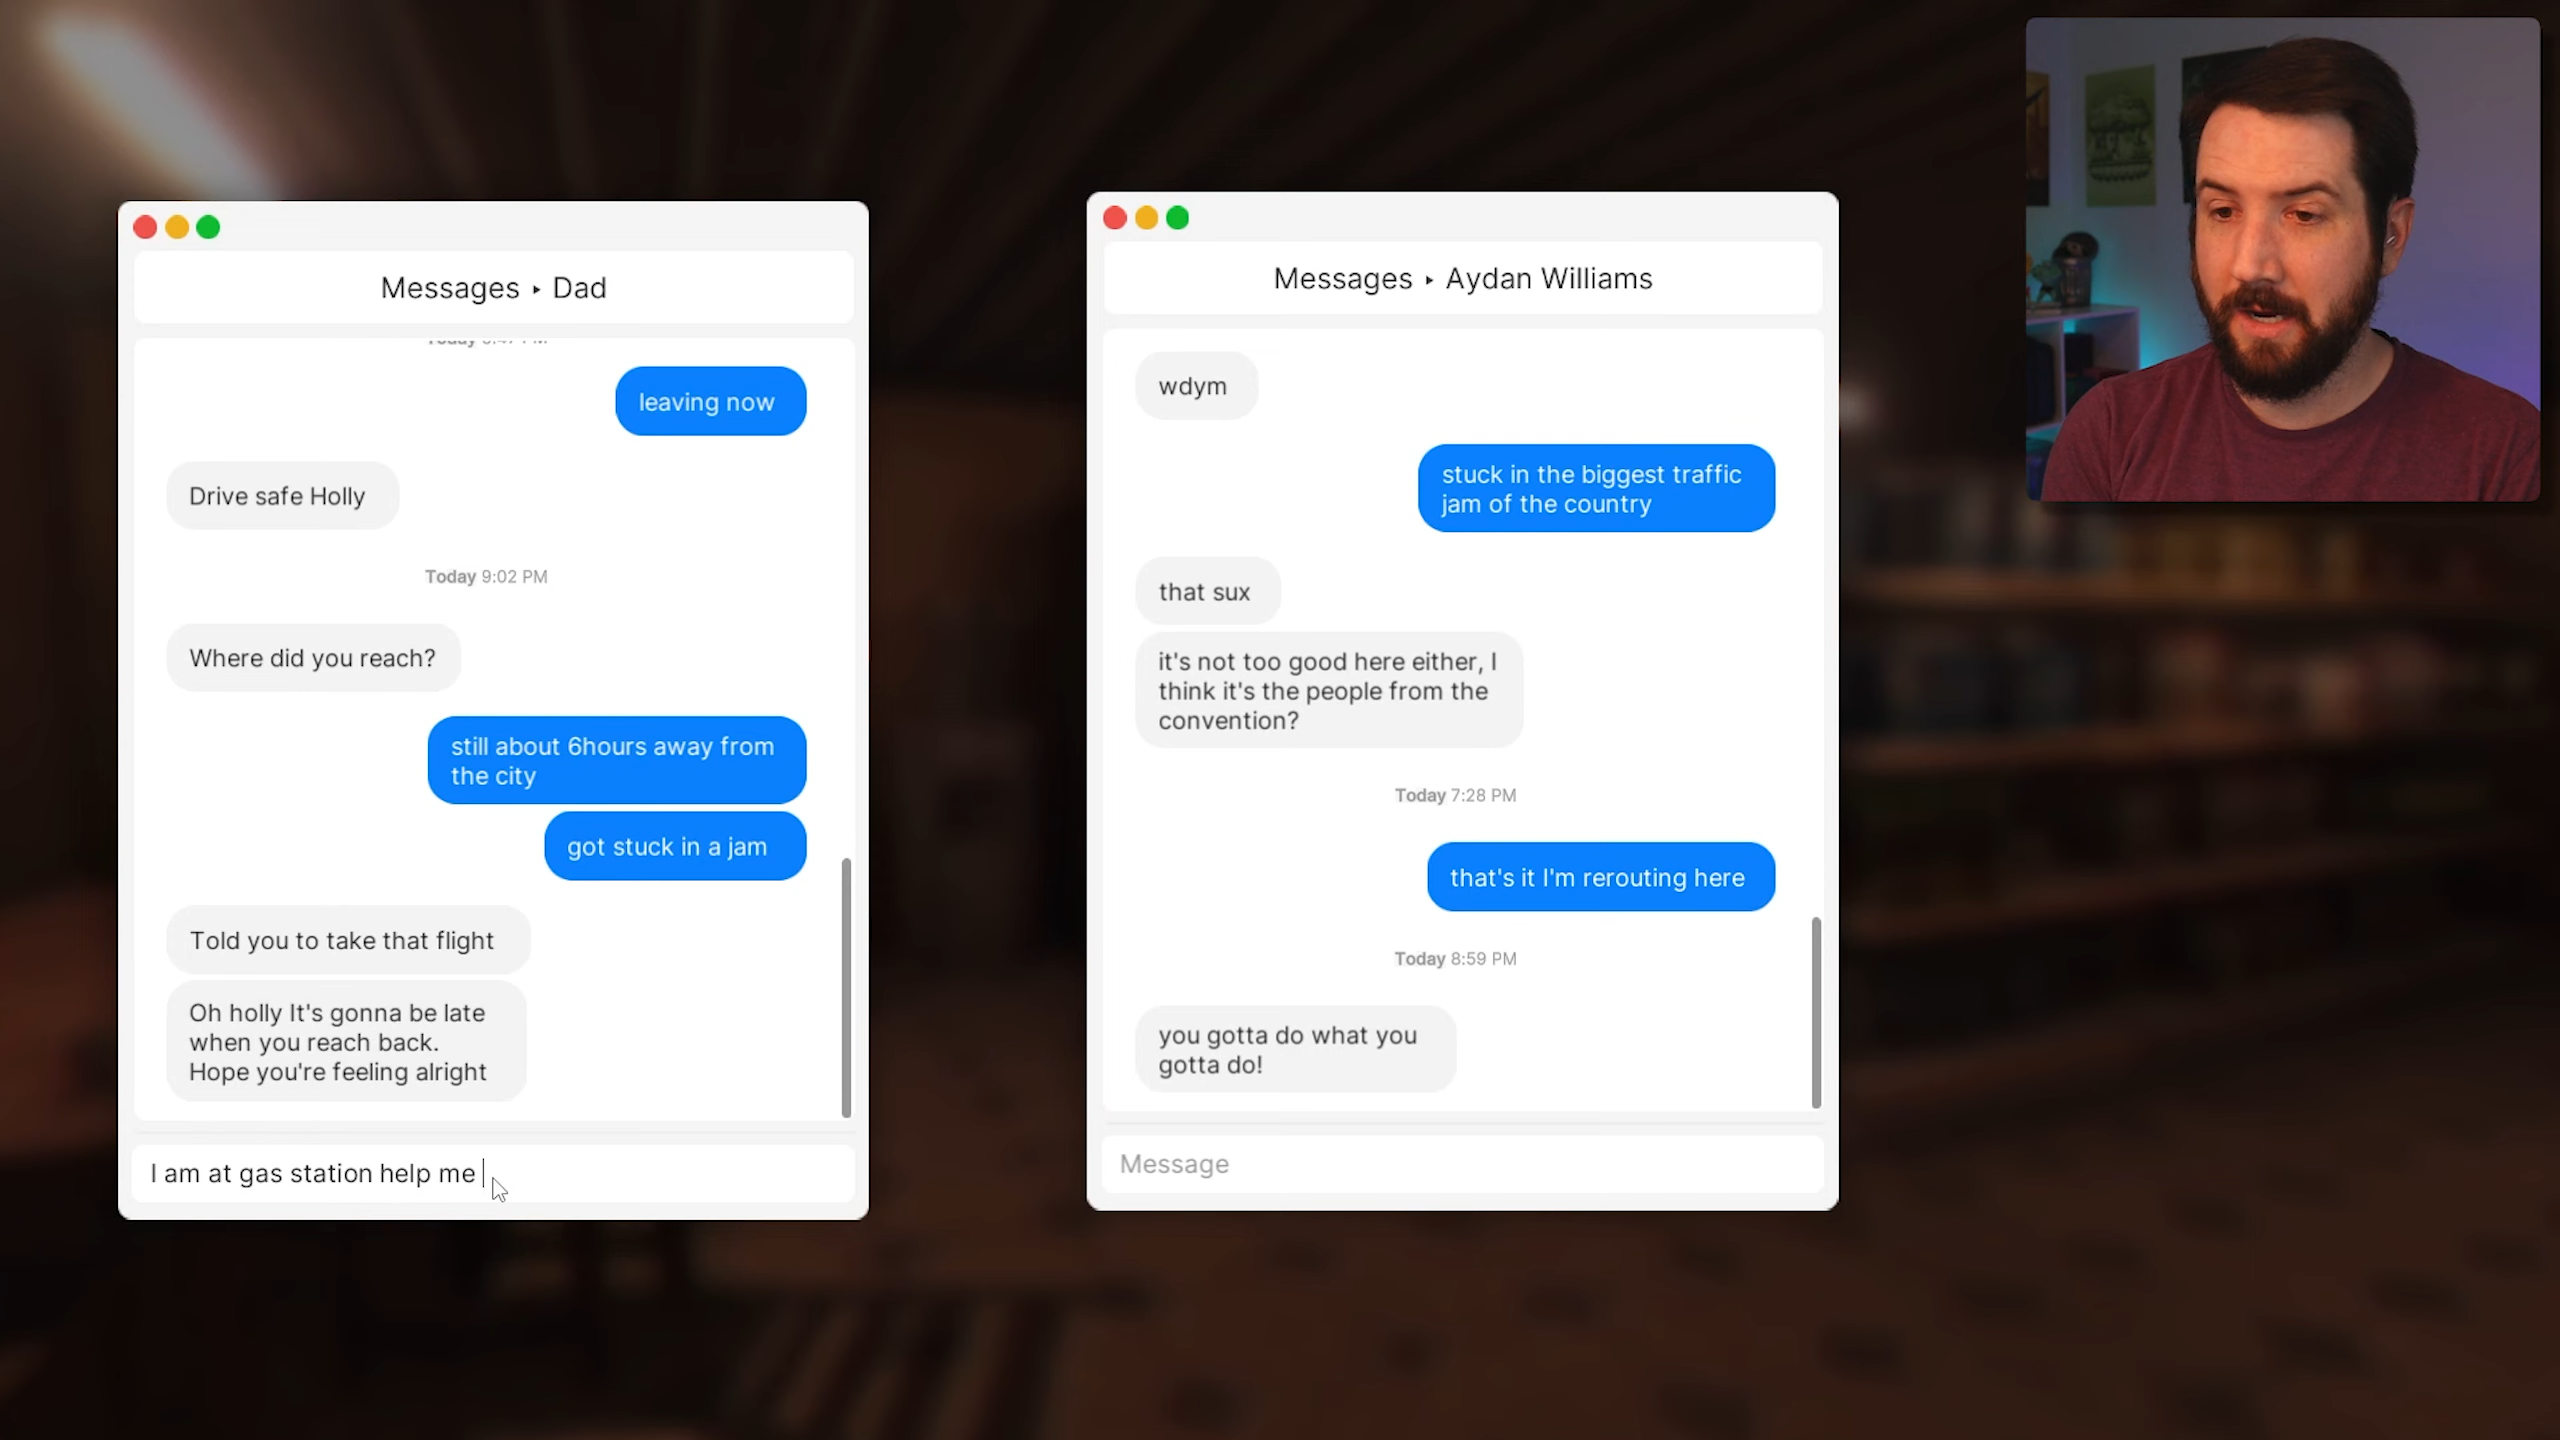 Messages ▸ Dad
leaving now
Drive safe Holly
Today 9:02 PM
Where did you reach?
still about 6hours away from
the city
got stuck in a jam
Told you to take that flight
Oh holly It's gonna be late
when you reach back.
Hope you're feeling alright
I am at gas station help me
Messages ▸ Aydan Williams
wdym
stuck in the biggest traffic
jam of the country
that sux
it's not too good here either, I
think it's the people from the
convention?
Today 7:28 PM
that's it I'm rerouting here
Today 8:59 PM
you gotta do what you
gotta do!
Message